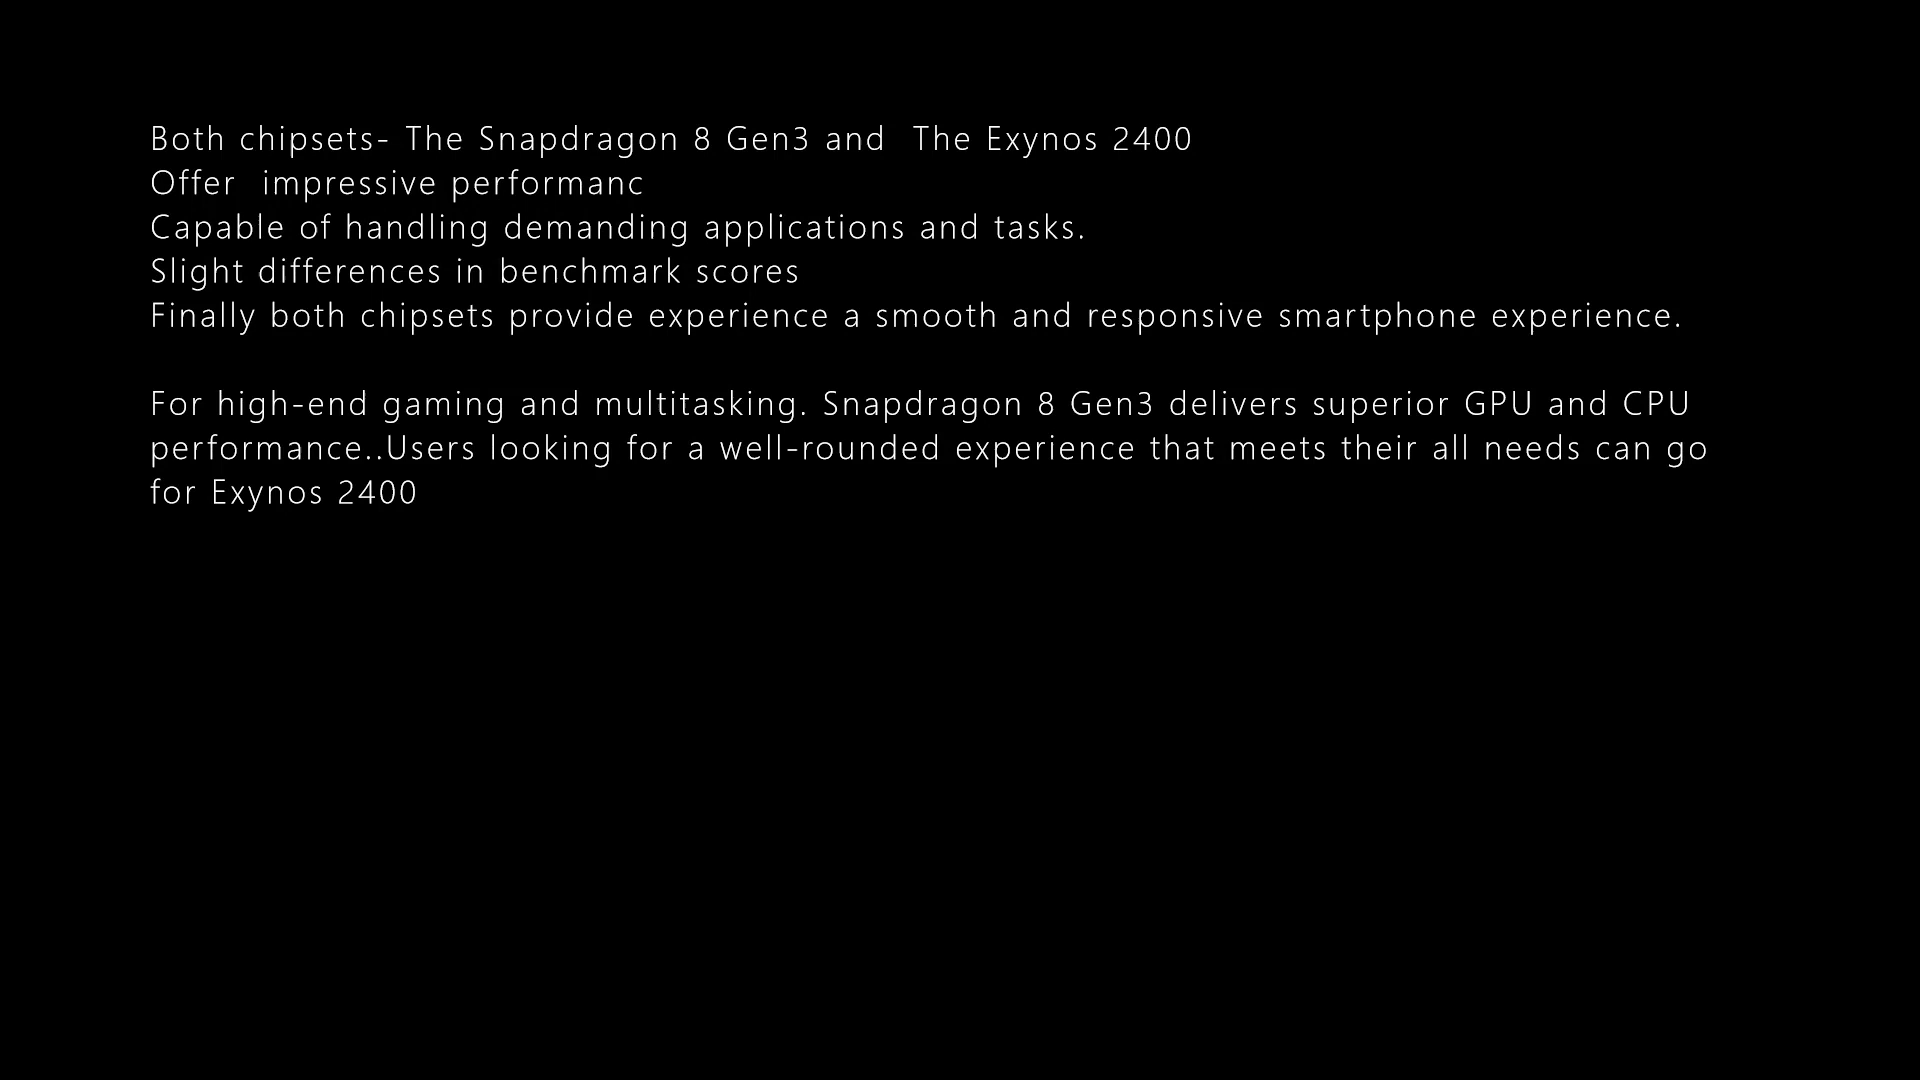 Both chipsets- The Snapdragon 8 Gen3 and  The Exynos 2400
Offer  impressive performanc
Capable of handling demanding applications and tasks.
Slight differences in benchmark scores
Finally both chipsets provide experience a smooth and responsive smartphone experience.
For high-end gaming and multitasking. Snapdragon 8 Gen3 delivers superior GPU and CPU
performance..Users looking for a well-rounded experience that meets their all needs can go
for Exynos 2400